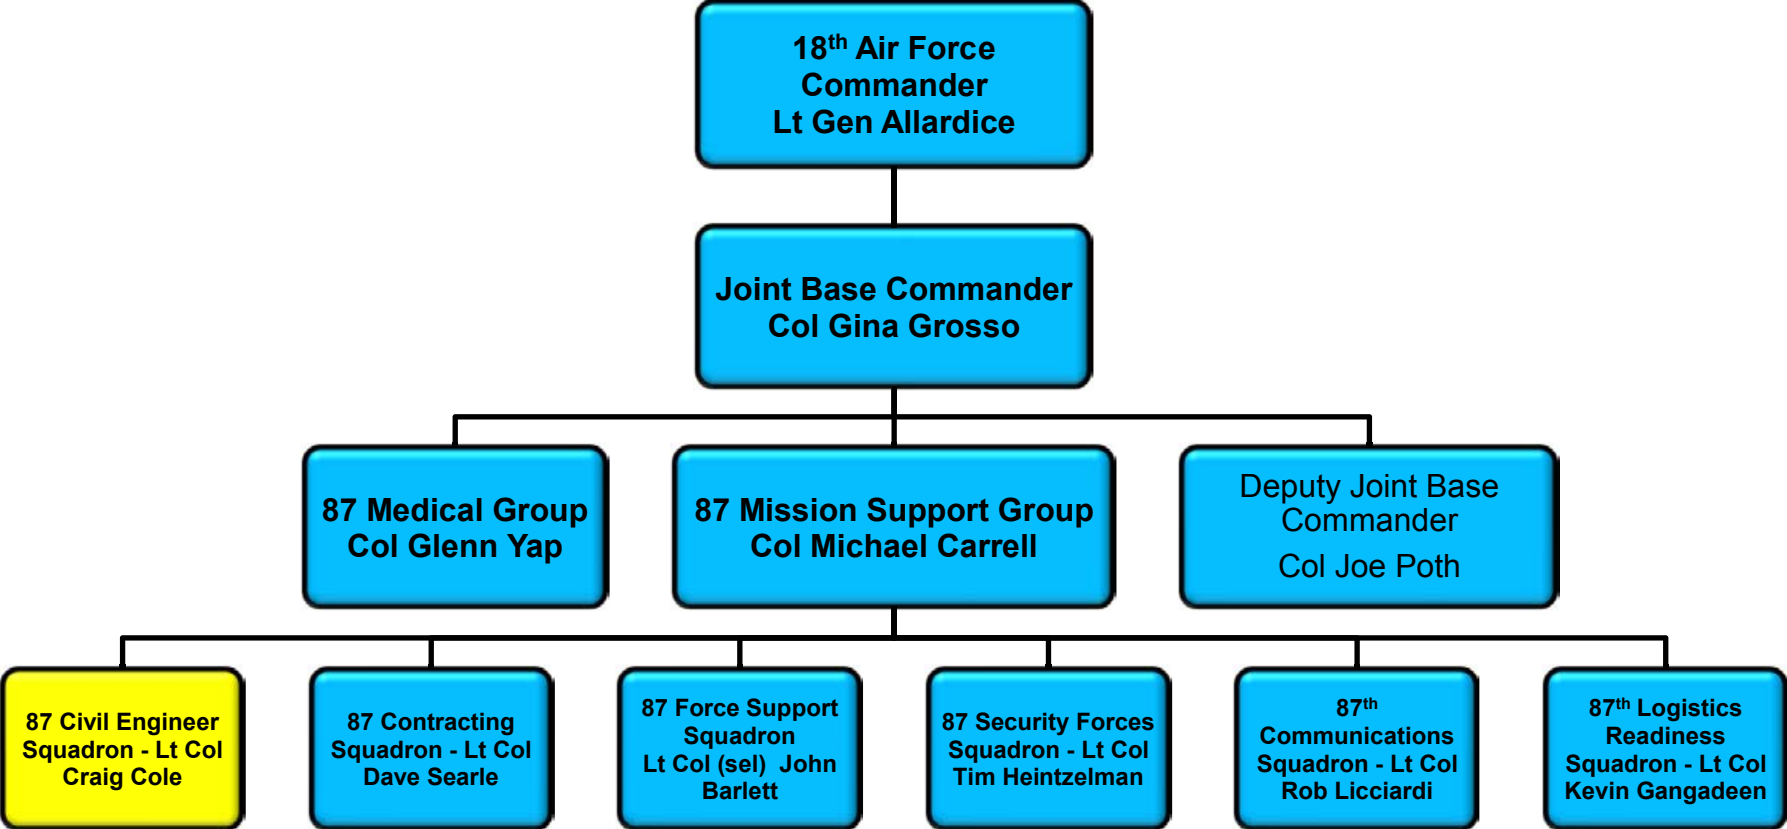 18th Air Force
Commander
Lt Gen Allardice
Joint Base Commander
Col Gina Grosso
87 Medical Group
Col Glenn Yap
87 Mission Support Group
Col Michael Carrell
Deputy Joint Base
Commander
Col Joe Poth
87 Civil Engineer
Squadron - Lt Col
Craig Cole
87 Contracting
Squadron - Lt Col
Dave Searle
87 Force Support
Squadron
Lt Col (sel) John
Barlett
87 Security Forces
Squadron - Lt Col
Tim Heintzelman
87th
Communications
Squadron - Lt Col
Rob Licciardi
87th Logistics
Readiness
Squadron - Lt Col
Kevin Gangadeen